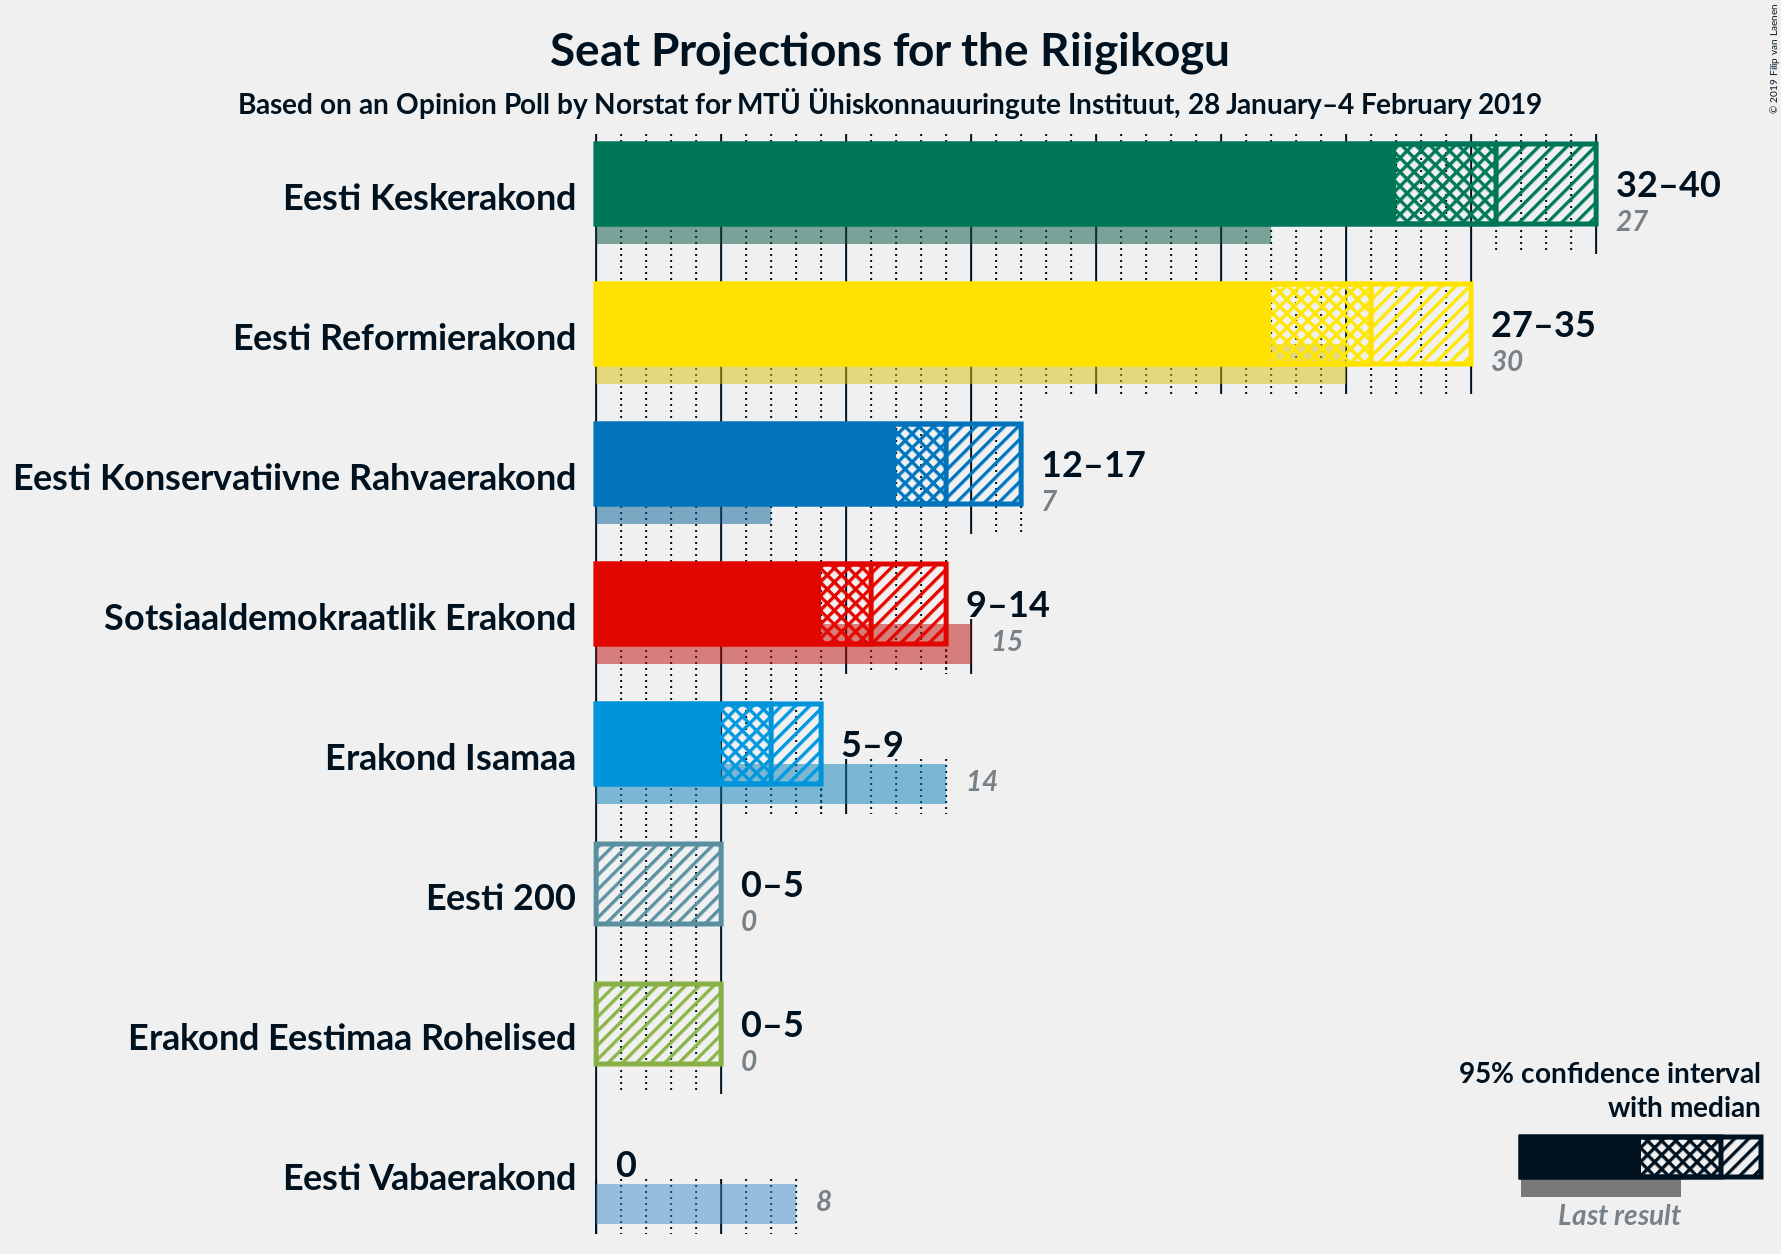 Seat Projections for the Riigikogu
Based on an Opinion Poll by Norstat for MTÜ Ühiskonnauuringute Instituut, 28 January–4 February 2019
© 2019 Filip van Laenen
Eesti Keskerakond
32–40
27
Eesti Reformierakond
27–35
30
Eesti Konservatiivne Rahvaerakond
12–17
7
Sotsiaaldemokraatlik Erakond
9–14
15
Erakond Isamaa
5–9
14
Eesti 200
0–5
0
Erakond Eestimaa Rohelised
0–5
0
Eesti Vabaerakond
0
8
95% confidence interval
with median
Last result